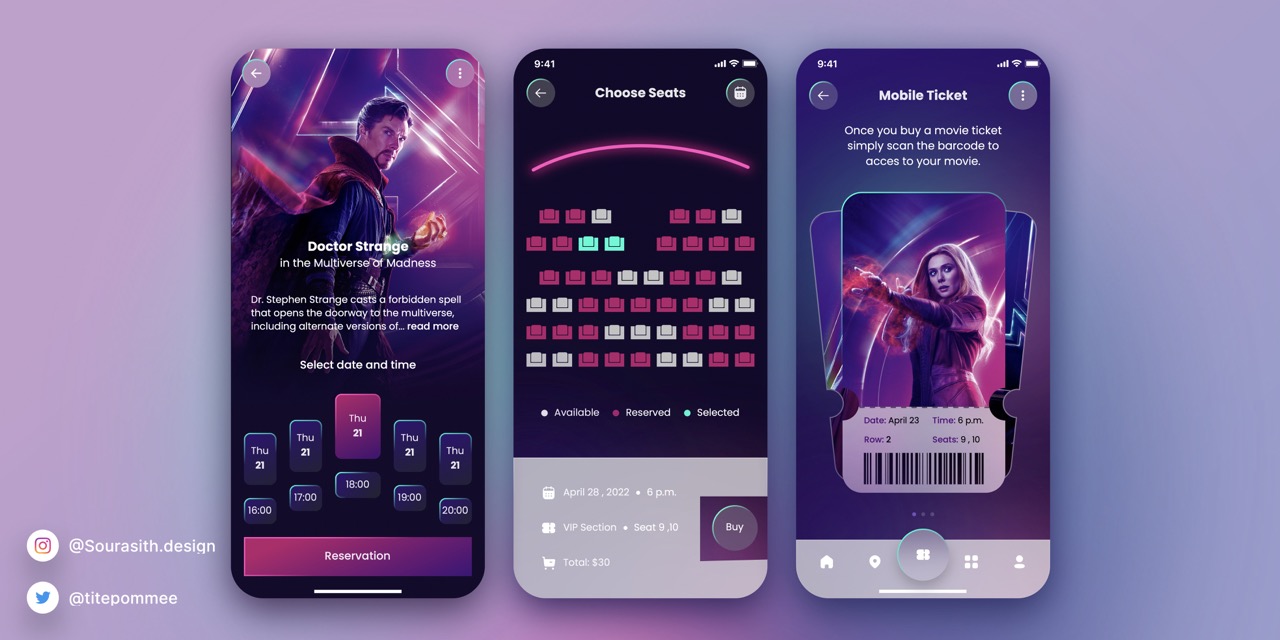 Doctor Strange
in the Multiverse of Madness
Dr. Stephen Strange casts a forbidden spell
that opens the doorway to the multiverse,
including alternate versions of... read more
Select date and time
Thu
21
Thu
21
Thu
21
Thu
21
Thu
21
16:00
17:00
18:00
19:00
20:00
Reservation
9:41
Choose Seats
Available
Reserved
Selected
April 28 , 2022 • 6 p.m.
VIP Section • Seat 9 ,10
Total: $30
Buy
9:41
Mobile Ticket
Once you buy a movie ticket
simply scan the barcode to
acces to your movie.
Date: April 23 Time: 6 p.m.
Row: 2 Seats: 9 , 10
@Sourasith.design
@titepommee